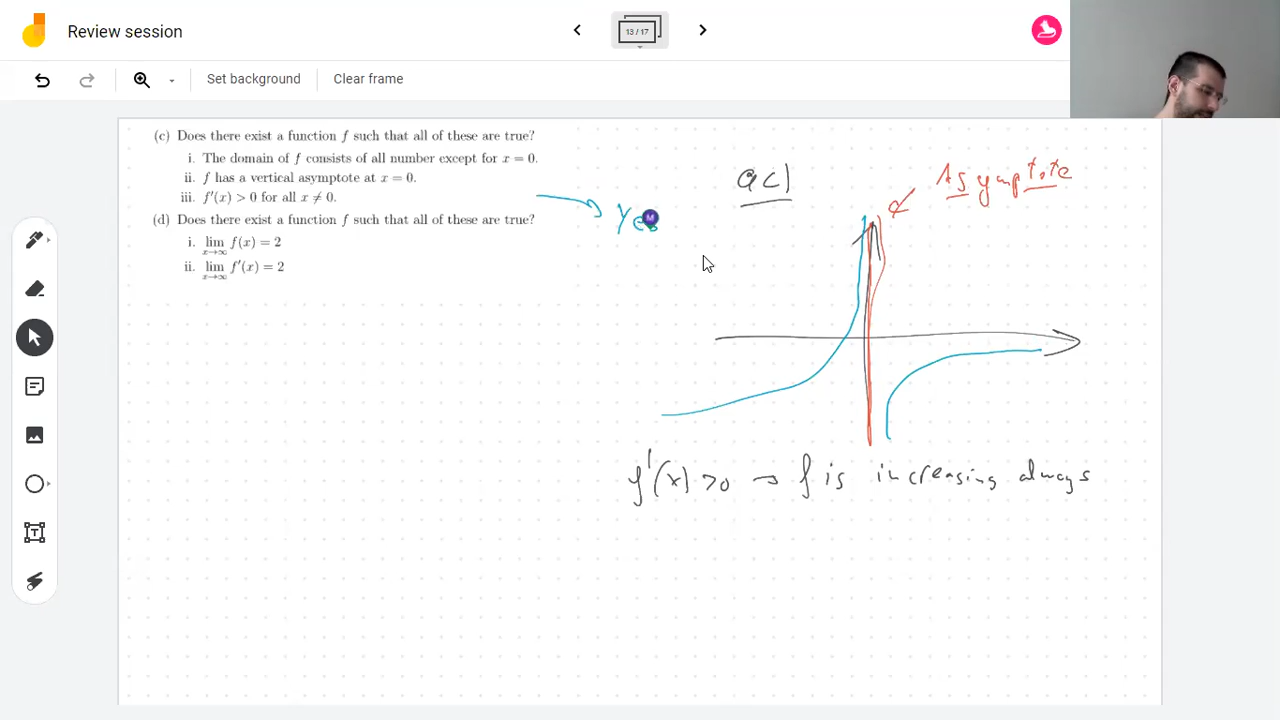 Review session
13 / 17
Set background
Clear frame
(c) Does there exist a function f such that all of these are true?
i. The domain of f consists of all number except for x = 0.
ii. f has a vertical asymptote at x = 0.
iii. f′(x) > 0 for all x ≠ 0.
(d) Does there exist a function f such that all of these are true?
i. lim x→∞ f(x) = 2
ii. lim x→∞ f′(x) = 2
Yes
M
9c)
Asymptote
f′(x) >0 → f is increasing always